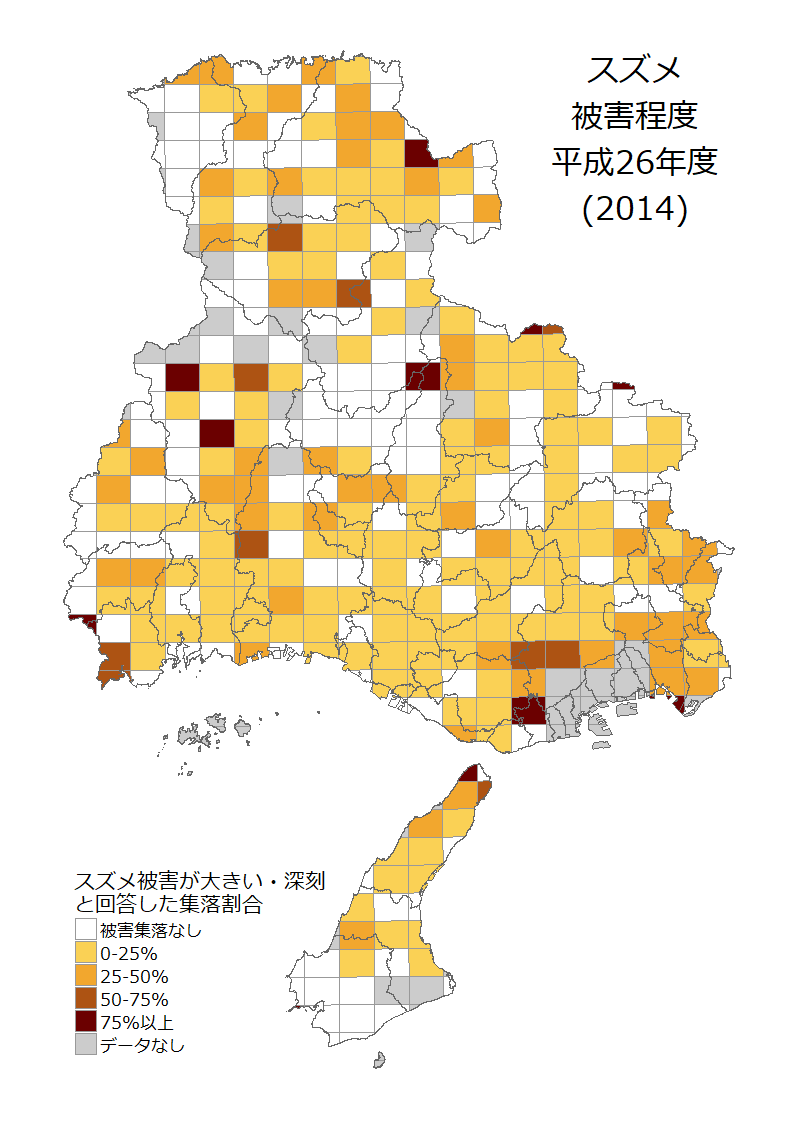 スズメ
被害程度
平成26年度
(2014)
スズメ被害が大きい・深刻
と回答した集落割合
被害集落なし
0-25%
25-50%
50-75%
75%以上
データなし